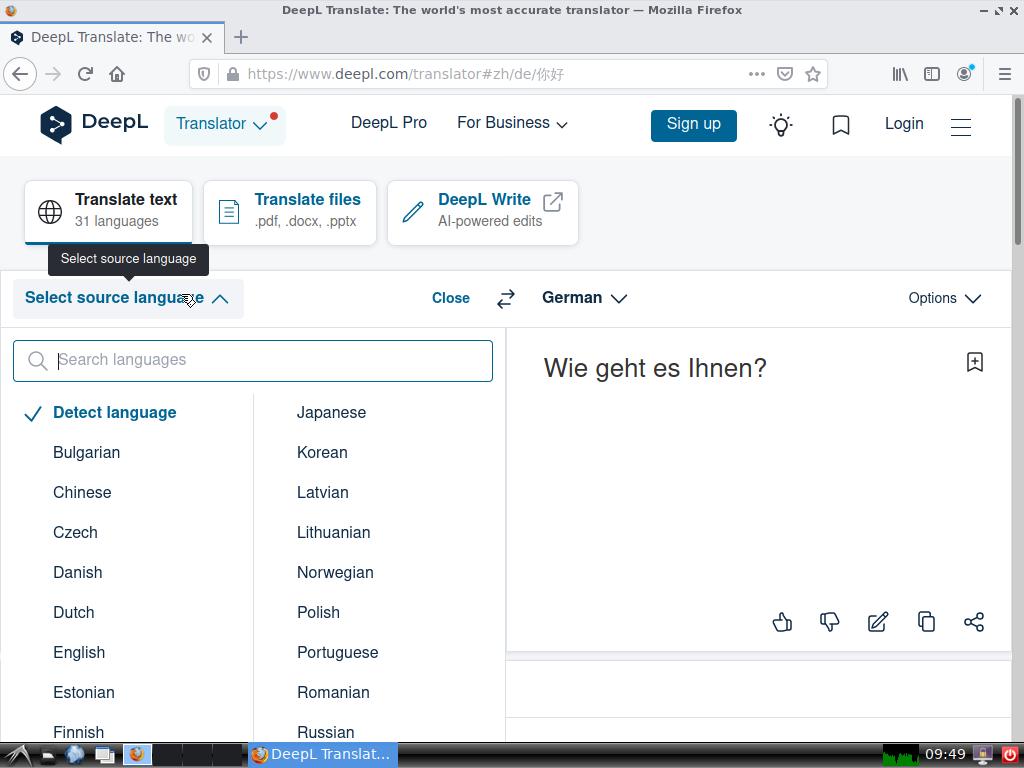 DeepL Translate: The world's most accurate translator — Mozilla Firefox
DeepL Translate: The wo
https://www.deepl.com/translator#zh/de/你好
DeepL
Translator
DeepL Pro
For Business
Sign up
Login
Translate text
31 languages
Translate files
.pdf, .docx, .pptx
DeepL Write
AI-powered edits
Select source language
Select source language
Close
German
Options
Search languages
Wie geht es Ihnen?
Detect language
Bulgarian
Chinese
Czech
Danish
Dutch
English
Estonian
Finnish
Japanese
Korean
Latvian
Lithuanian
Norwegian
Polish
Portuguese
Romanian
Russian
DeepL Translat...
09:49